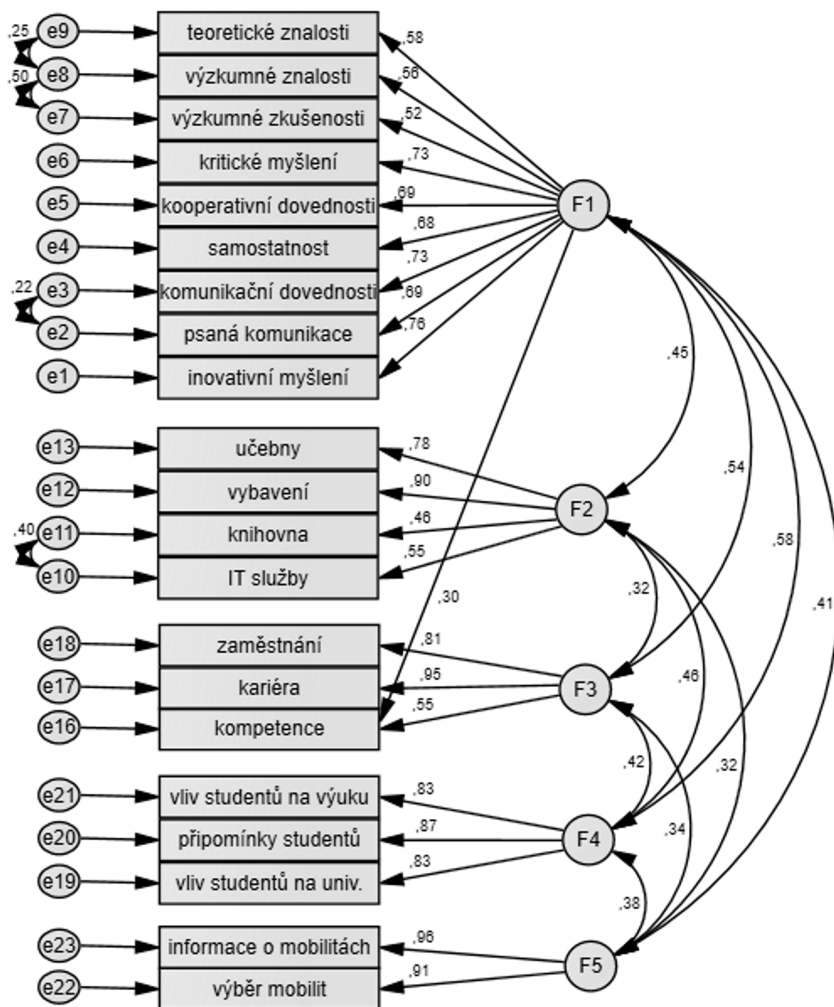 ,25 e9 teoretické znalosti ,58
e8 výzkumné znalosti ,56
,50
e7 výzkumné zkušenosti ,52
e6 kritické myšlení ,73
e5 kooperativní dovednosti ,69 F1
e4 samostatnost ,68
,22 e3 komunikační dovednosti ,73
e2 psaná komunikace ,69
e1 inovativní myšlení ,76
,45
,54
,58
,41
e13 učebny ,78
e12 vybavení ,90 F2
,40 e11 knihovna ,46
e10 IT služby ,55
,30
,32
,46
,32
e18 zaměstnání ,81
e17 kariéra ,95 F3
e16 kompetence ,55
,42
,34
e21 vliv studentů na výuku ,83
e20 připomínky studentů ,87 F4
e19 vliv studentů na univ. ,83
,38
e23 informace o mobilitách ,96 F5
e22 výběr mobilit ,91